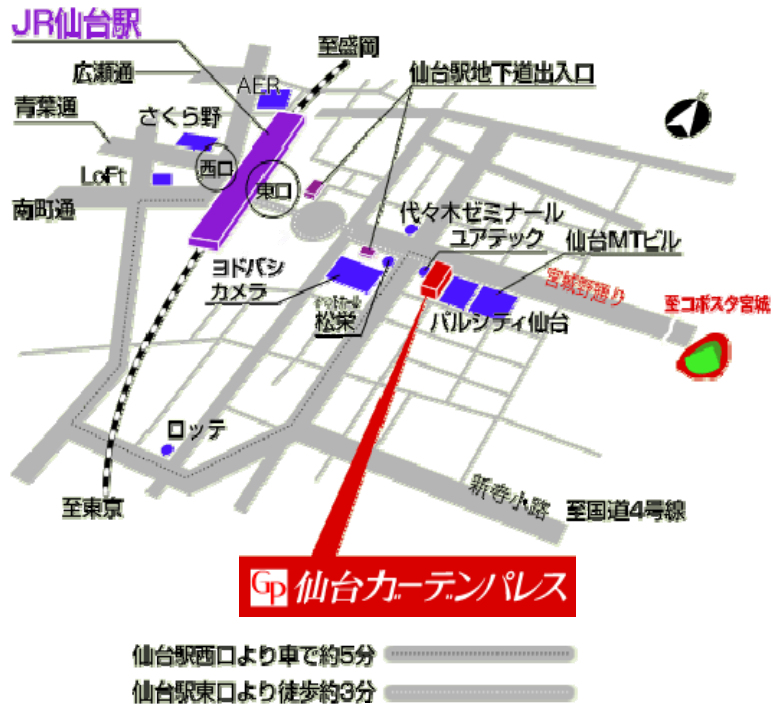 JR仙台駅
至盛岡
広瀬通
AER
仙台駅地下道出入口
青葉通
さくら野
西口
LoFt
東口
南町通
代々木ゼミナール
ユアテック
仙台MTビル
ヨドバシ
カメラ
宮城野通り
至コボスタ宮城
松栄
パルシティ仙台
ロッテ
新寺小路
至東京
至国道4号線
GP 仙台ガーデンパレス
仙台駅西口より車で約5分
仙台駅東口より徒歩約3分